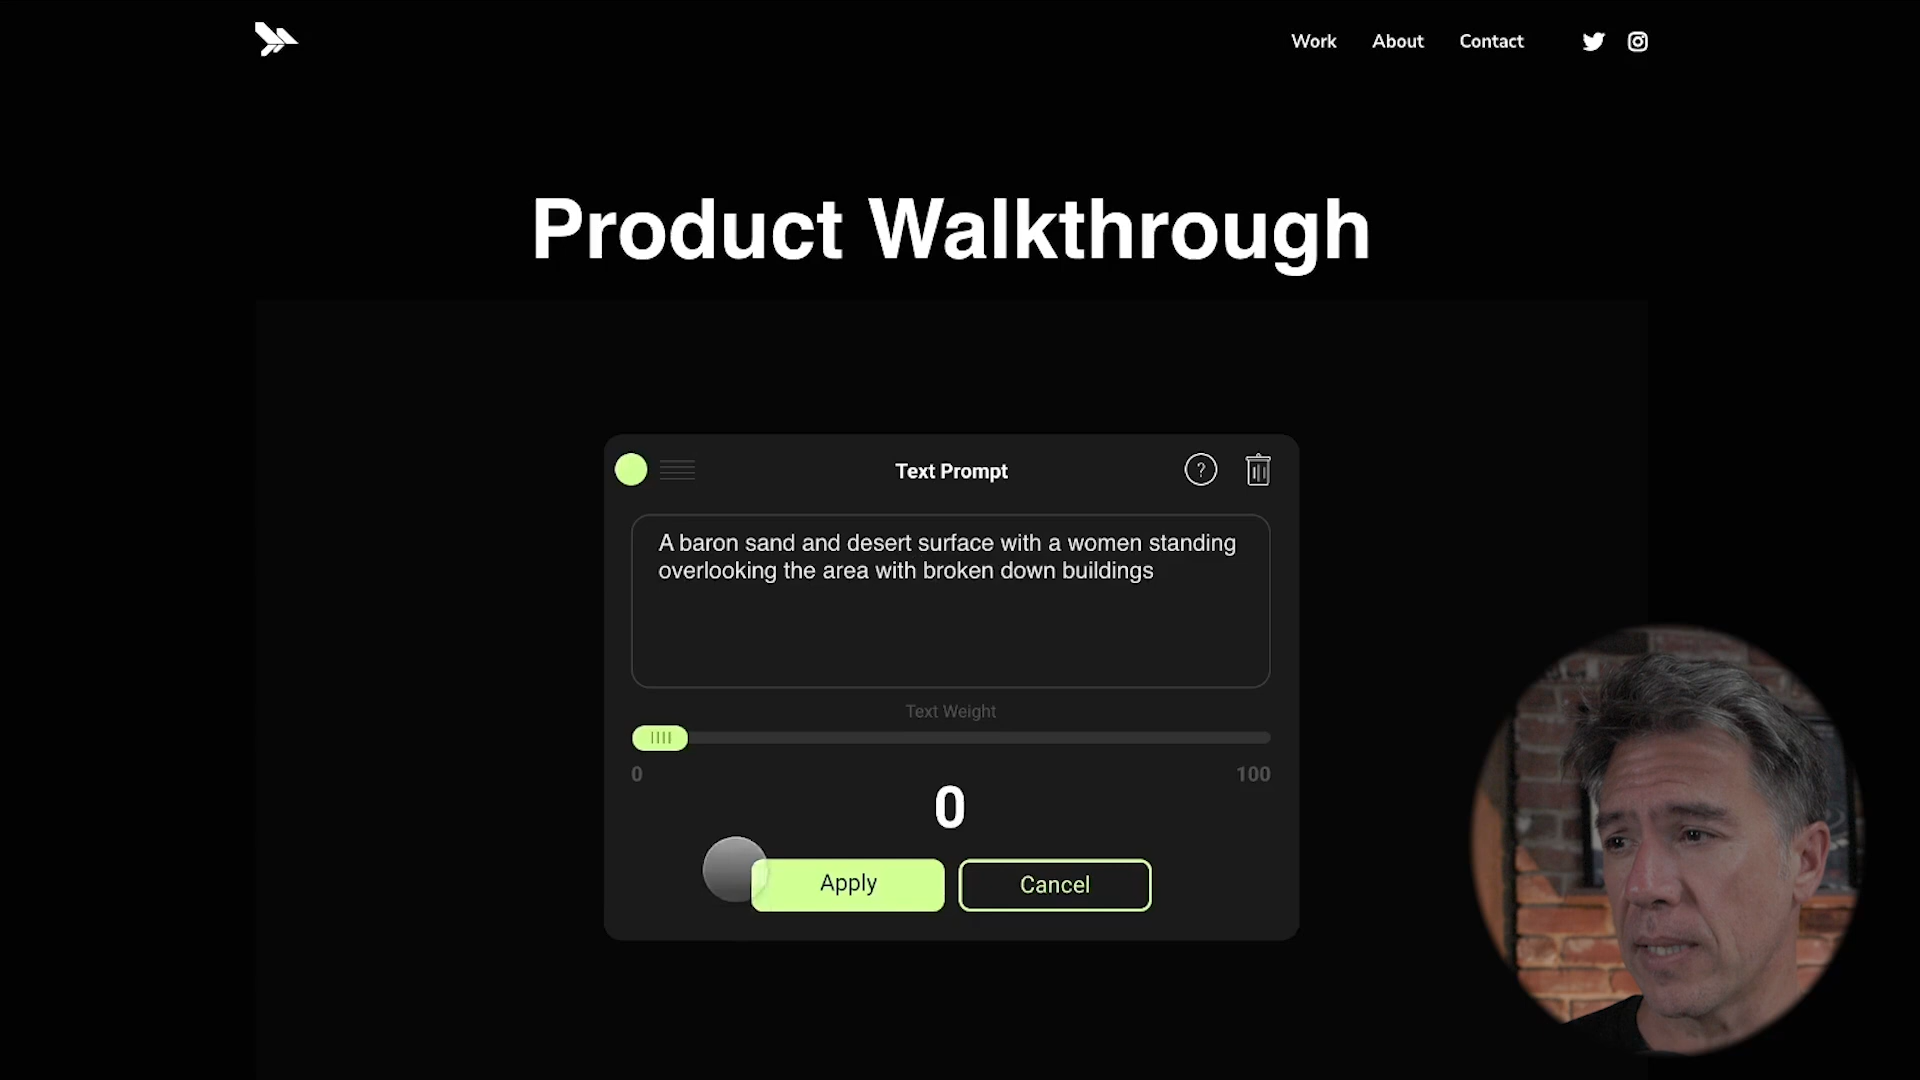 Work
About
Contact
Product Walkthrough
Text Prompt
?
A baron sand and desert surface with a women standing
overlooking the area with broken down buildings
Text Weight
0
100
0
Apply
Cancel